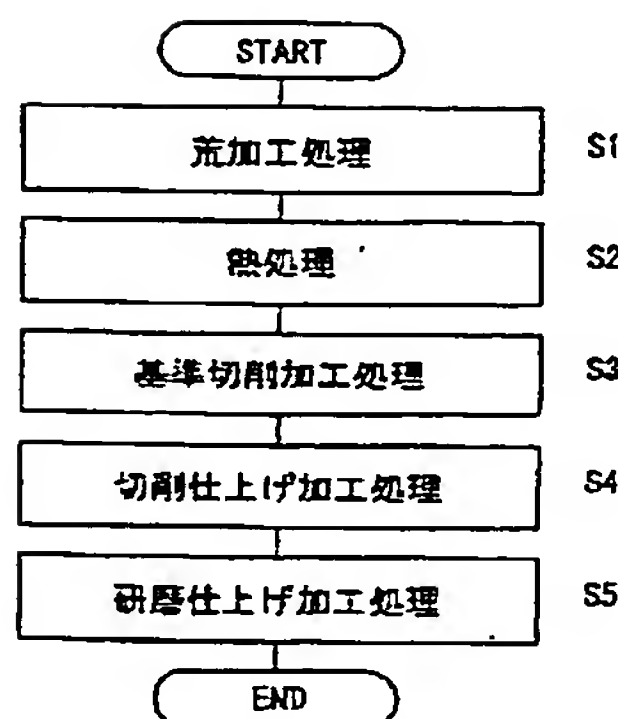 START
荒加工処理 S1
熱処理 S2
基準切削加工処理 S3
切削仕上げ加工処理 S4
研磨仕上げ加工処理 S5
END